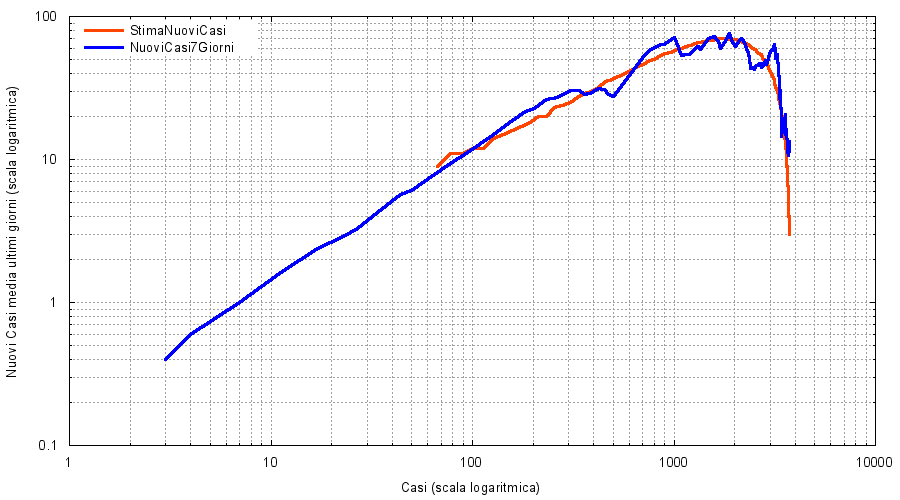 100
StimaNuoviCasi
NuoviCasi7Giorni
10
1
0.1
Nuovi Casi media ultimi giorni (scala logaritmica)
1 10 100 1000 10000
Casi (scala logaritmica)